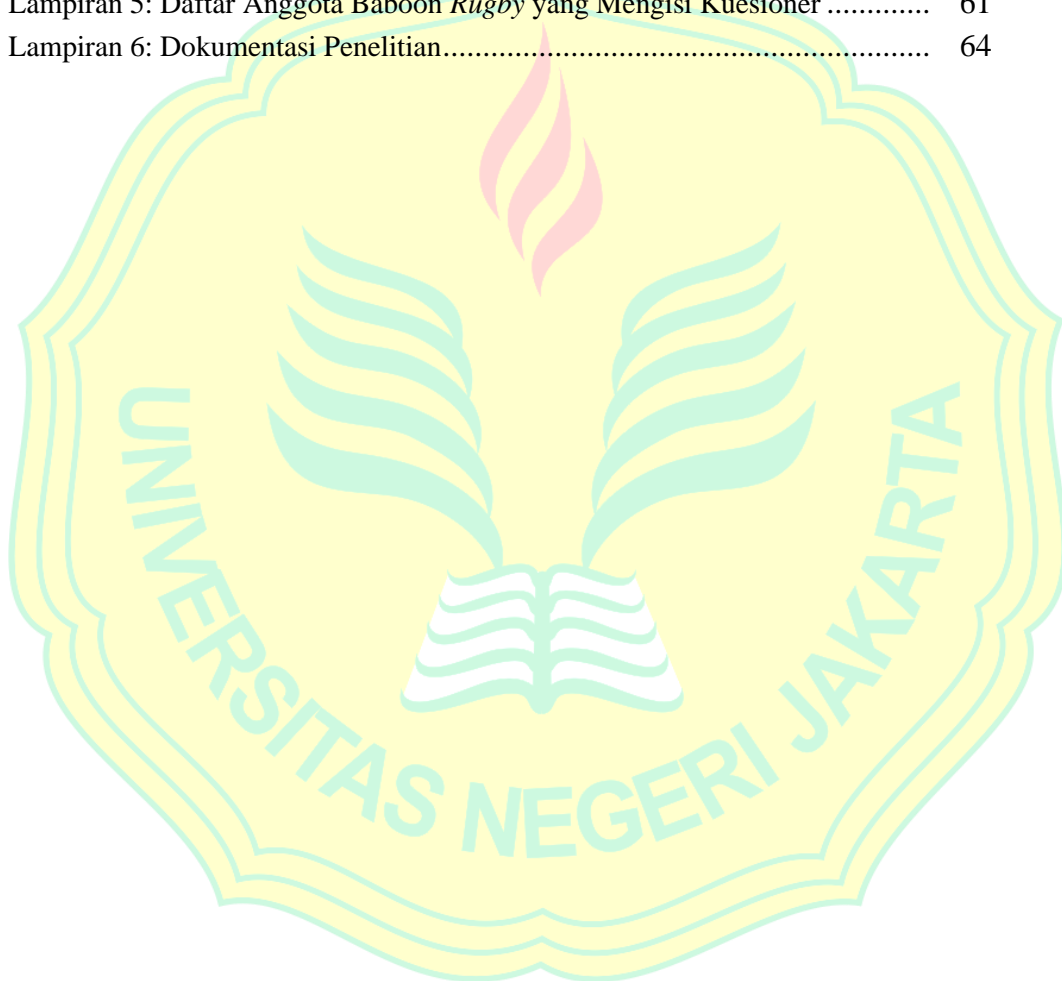 Lampiran 5: Daftar Anggota Baboon Rugby yang Mengisi Kuesioner ............. 61
Lampiran 6: Dokumentasi Penelitian.............................................................. 64
UNIVERSITAS NEGERI JAKARTA